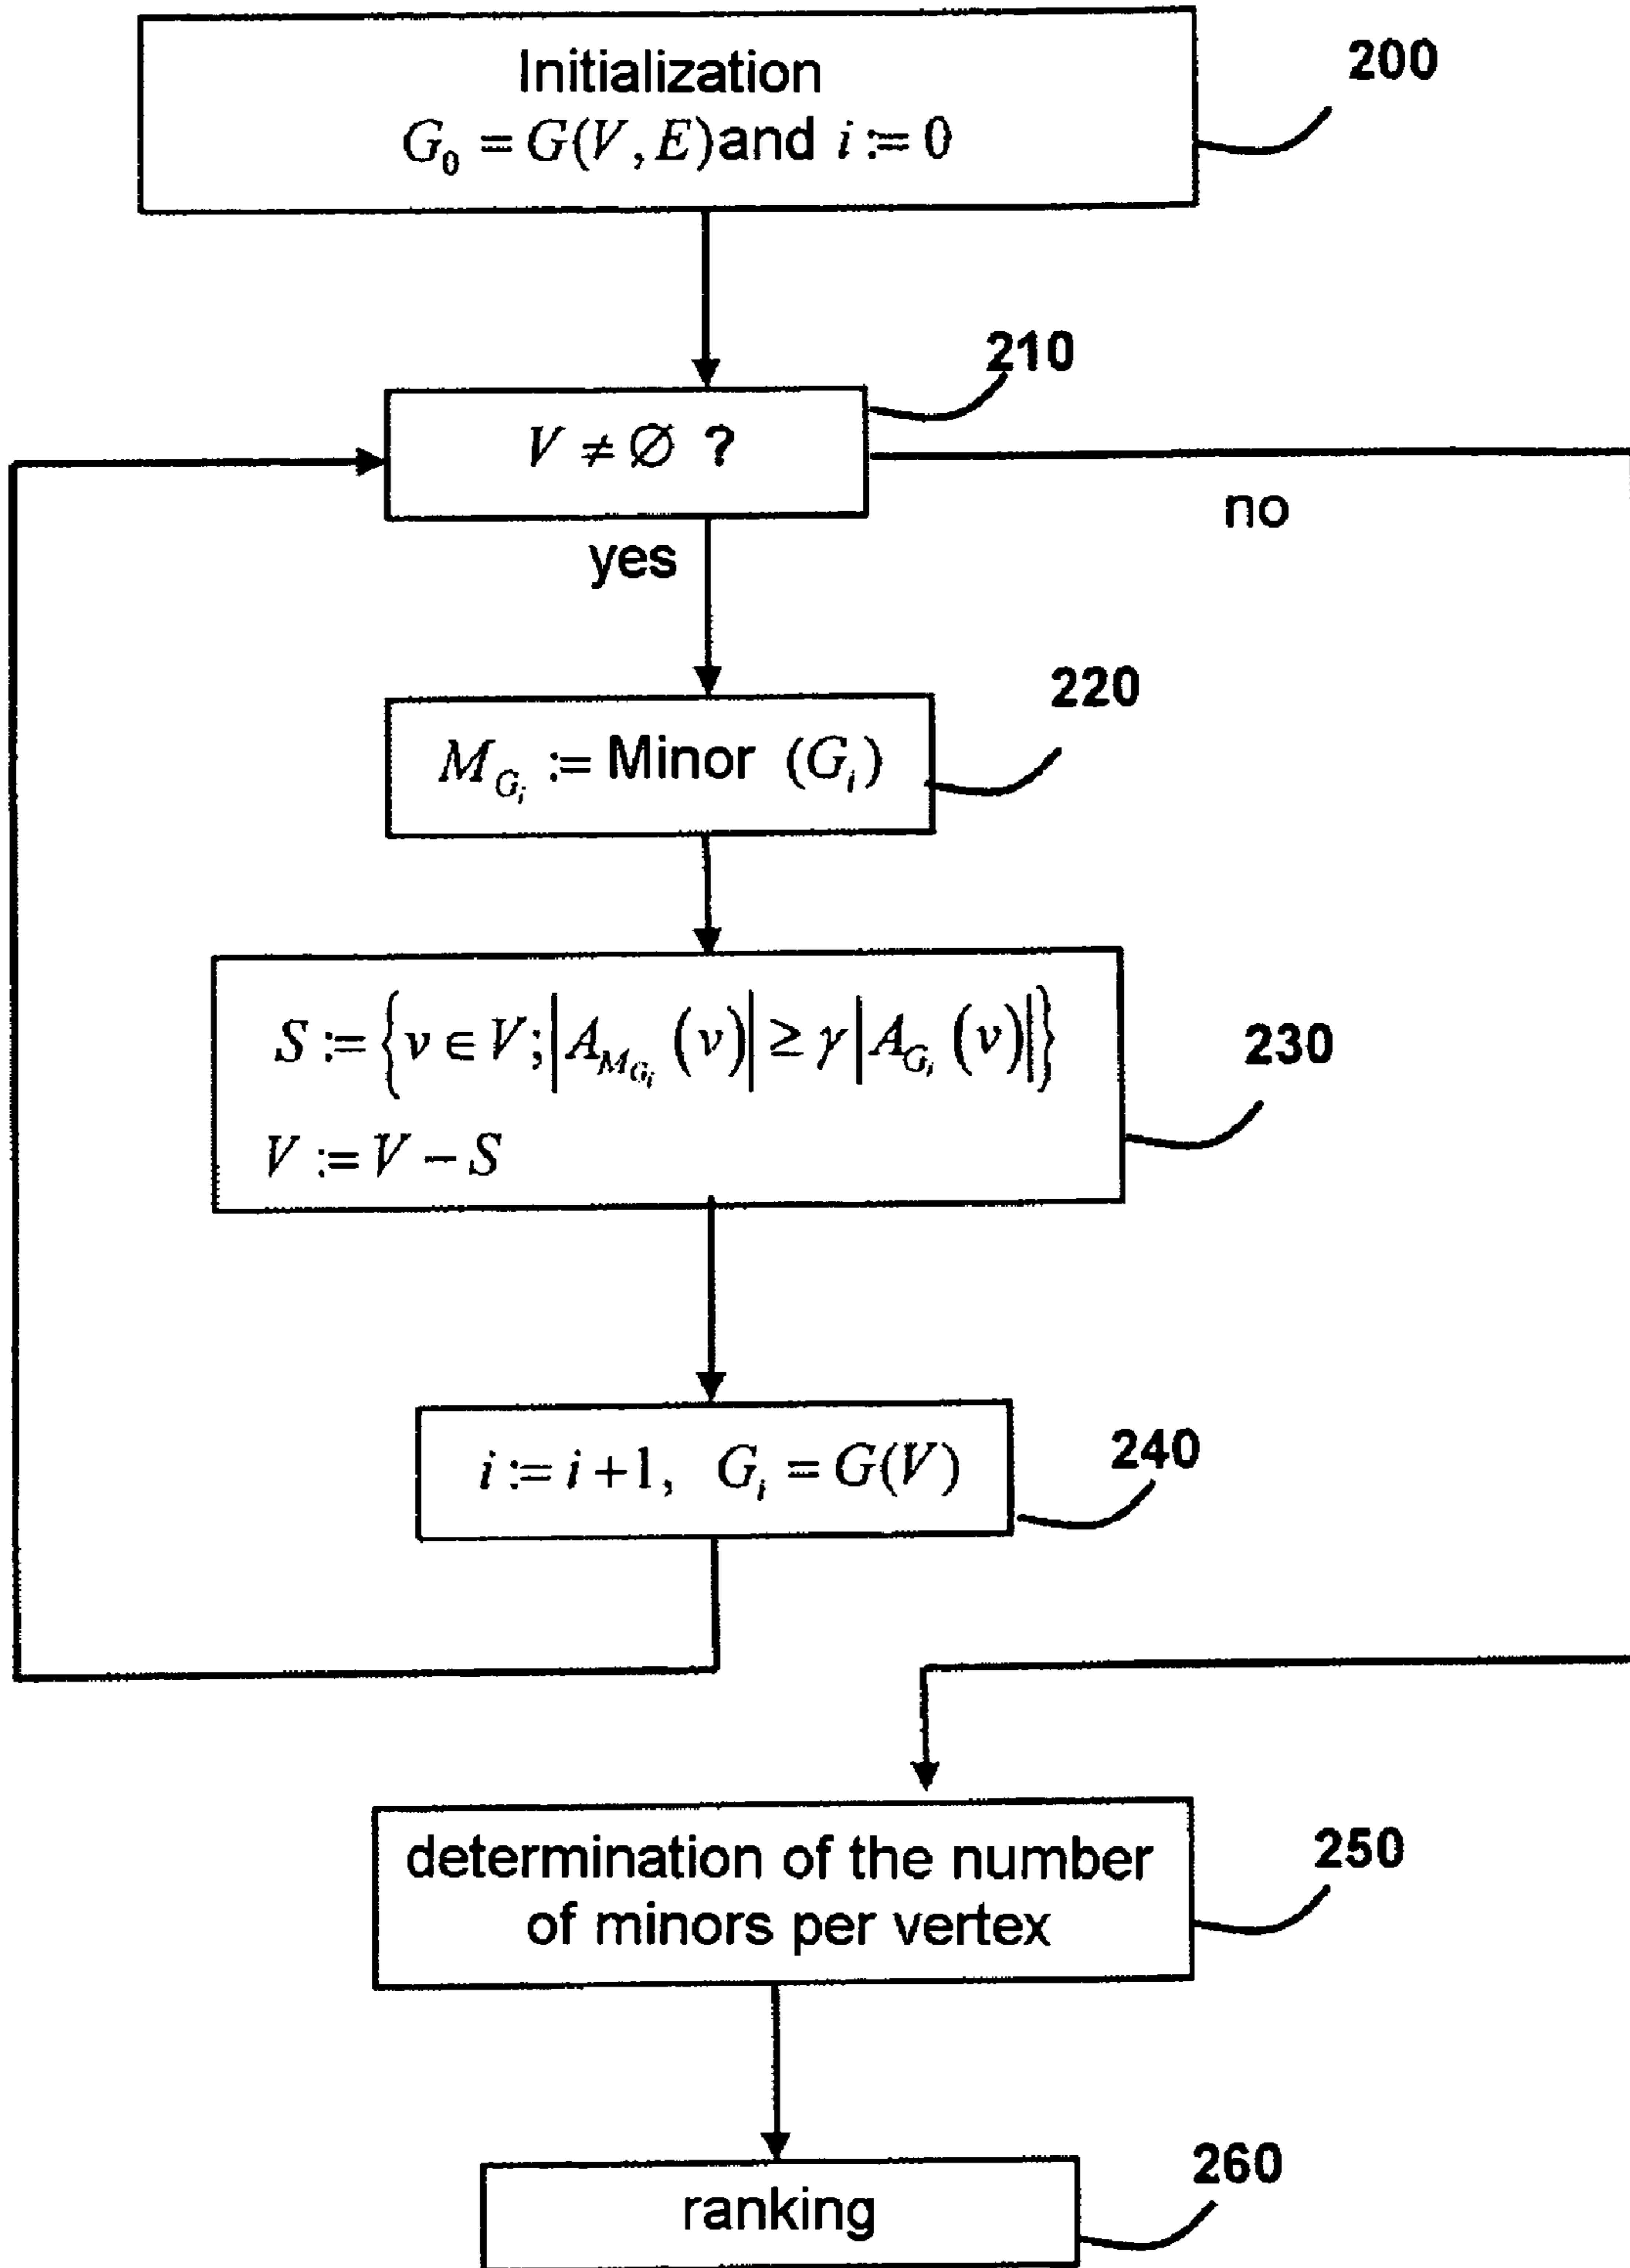 Initialization
G₀ = G(V, E) and i := 0
200
210
V ≠ ∅ ?
no
yes
220
M_{G_i} := Minor (G_i)
S := {v ∈ V; |A_{M_{G_i}} (v)| ≥ γ |A_{G_i} (v)|}
230
V := V − S
i := i + 1, G_i = G(V)
240
determination of the number
of minors per vertex
250
260
ranking